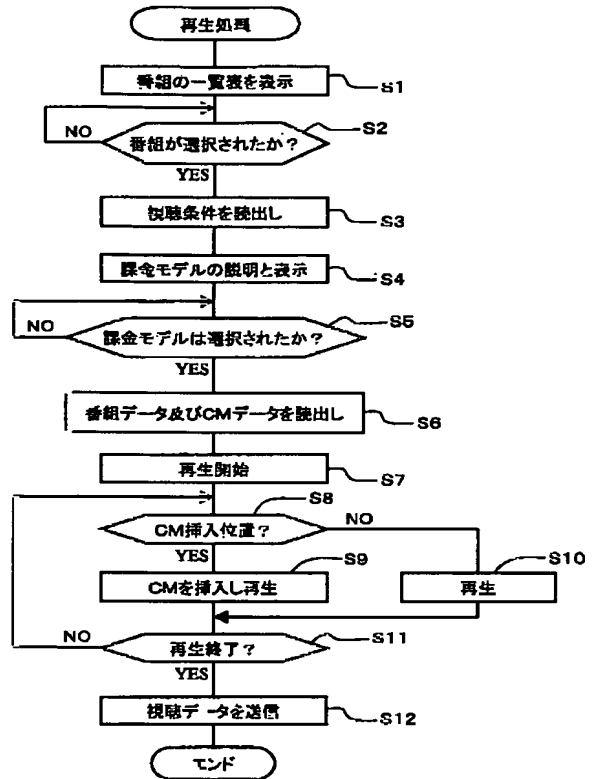 再生処理
番組の一覧表を表示
S1
番組が選択されたか?
S2
NO
YES
視聴条件を読出し
S3
課金モデルの説明と表示
S4
課金モデルは選択されたか?
S5
NO
YES
番組データ及びCMデータを読出し
S6
再生開始
S7
CM挿入位置?
S8
NO
YES
CMを挿入し再生
S9
再生
S10
再生終了?
S11
NO
YES
視聴データを送信
S12
エンド